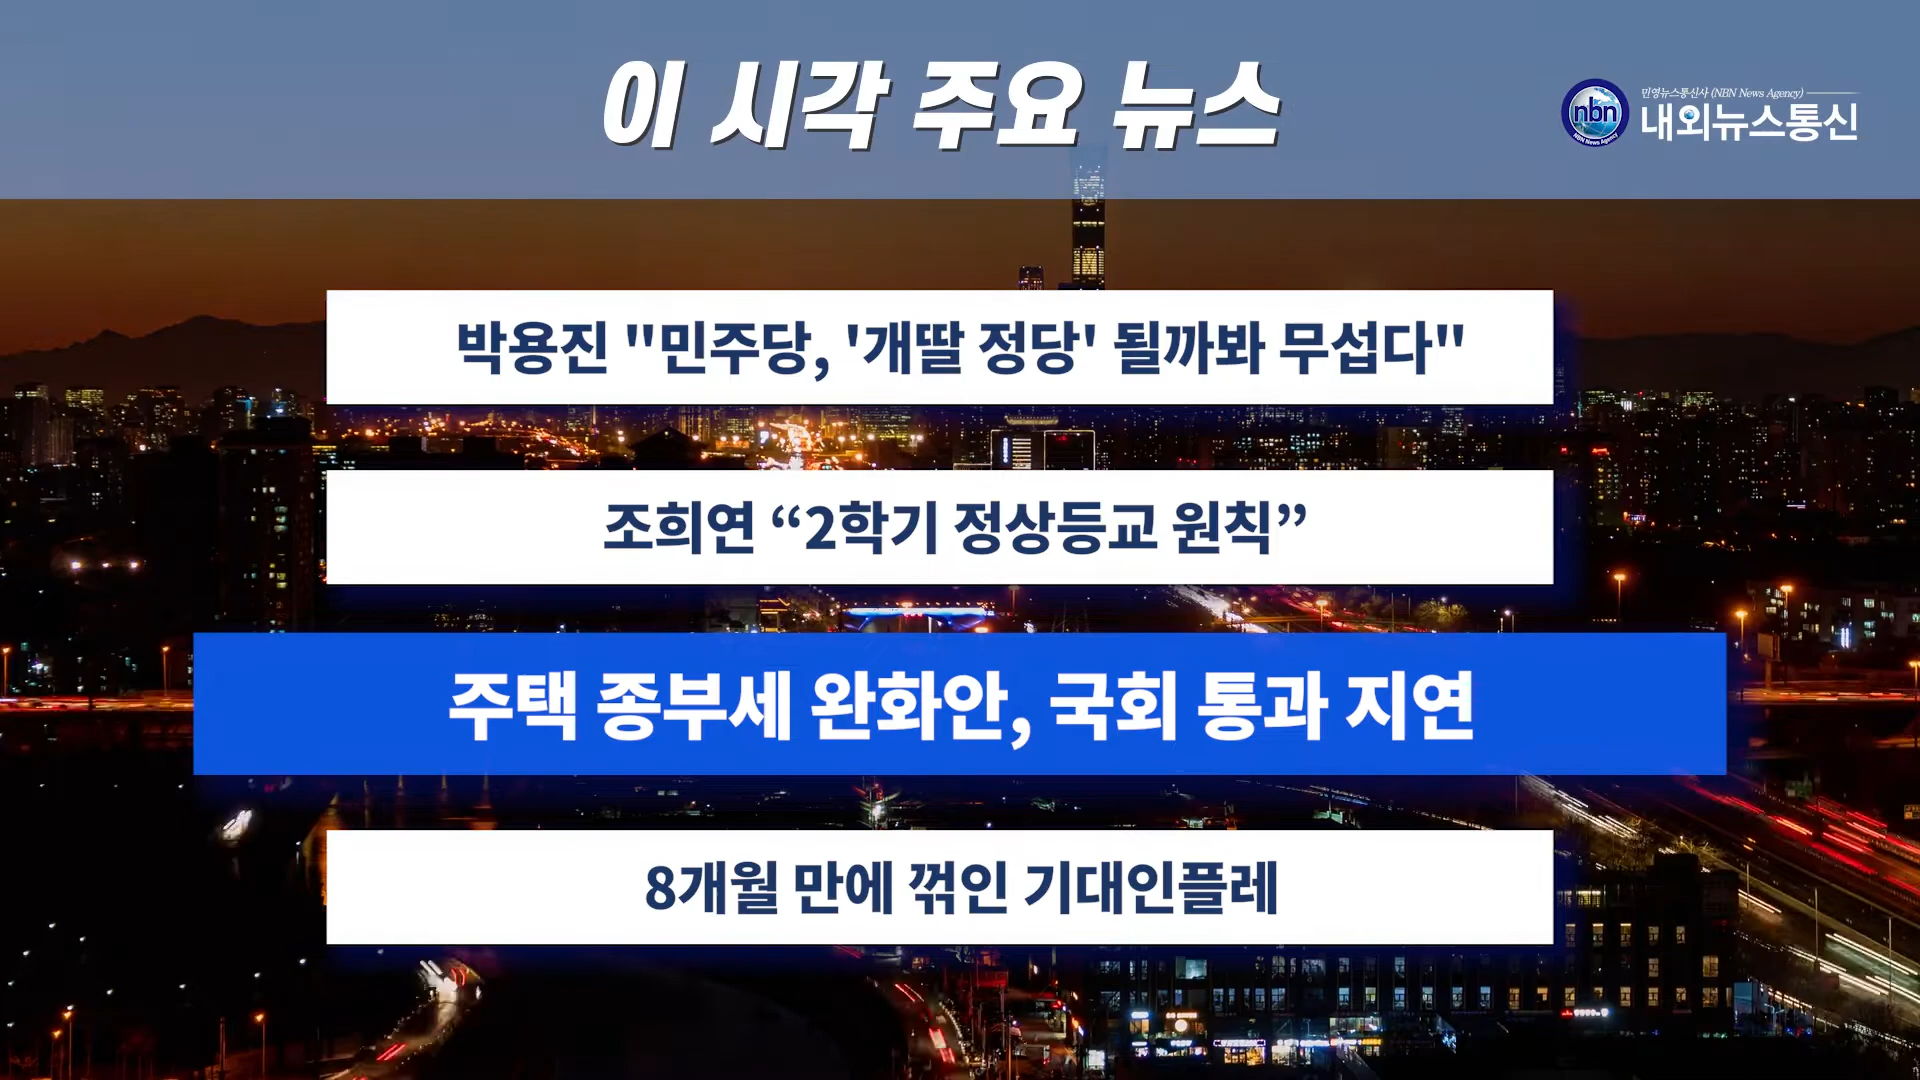 이 시각 주요 뉴스
민영뉴스통신사 (NBN News Agency)
nbn
NBN News Agency
내외뉴스통신
박용진 "민주당, '개딸 정당' 될까봐 무섭다"
조희연 “2학기 정상등교 원칙”
주택 종부세 완화안, 국회 통과 지연
8개월 만에 꺾인 기대인플레